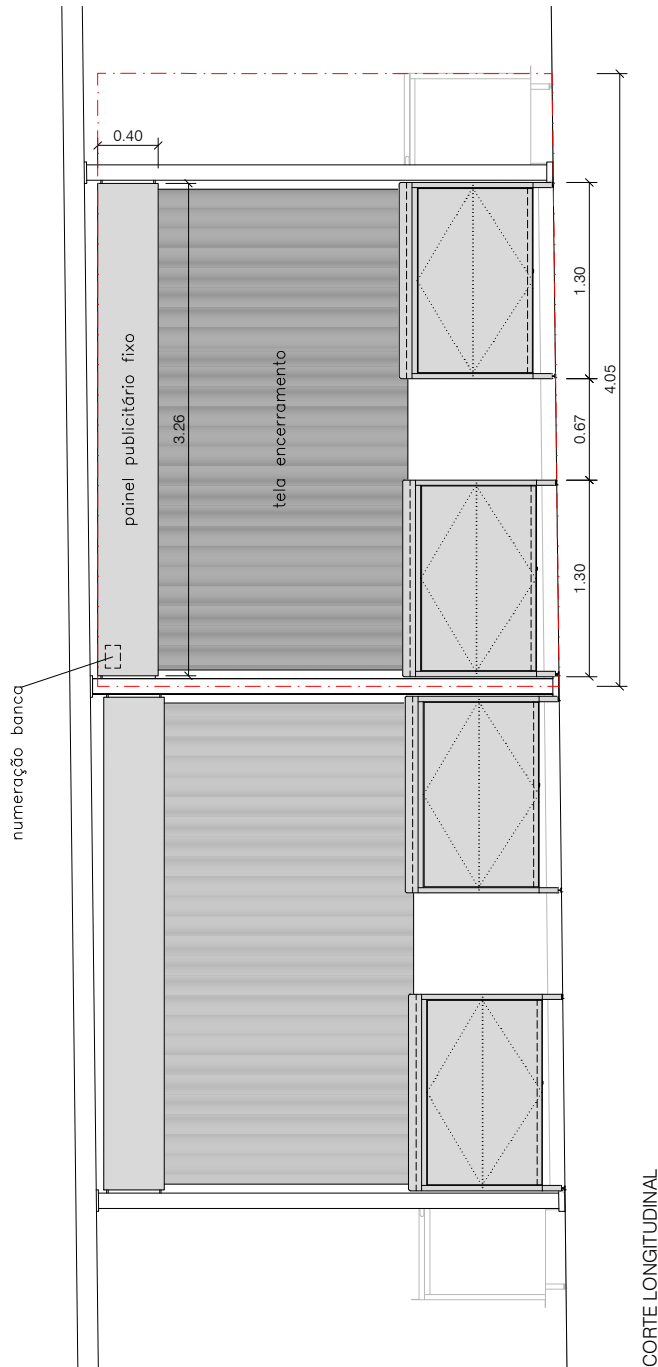 numeração banca
painel publicitário fixo
tela encerramento
0.40
3.26
1.30
0.67
1.30
4.05
CORTE LONGITUDINAL